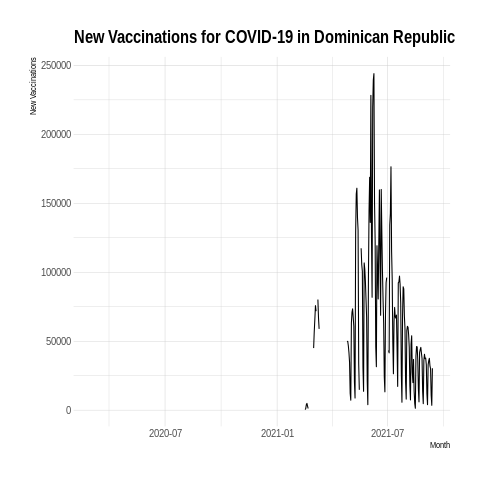 New Vaccinations for COVID-19 in Dominican Republic
New Vaccinations
250000
200000
150000
100000
50000
0
2020-07 2021-01 2021-07
Month